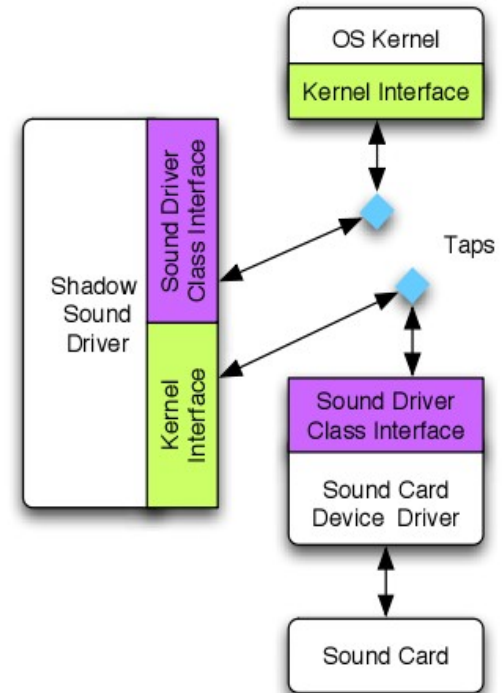 OS Kernel
Kernel Interface
Sound Driver
Class Interface
Taps
Shadow
Sound
Driver
Kernel
Interface
Sound Driver
Class Interface
Sound Card
Device Driver
Sound Card